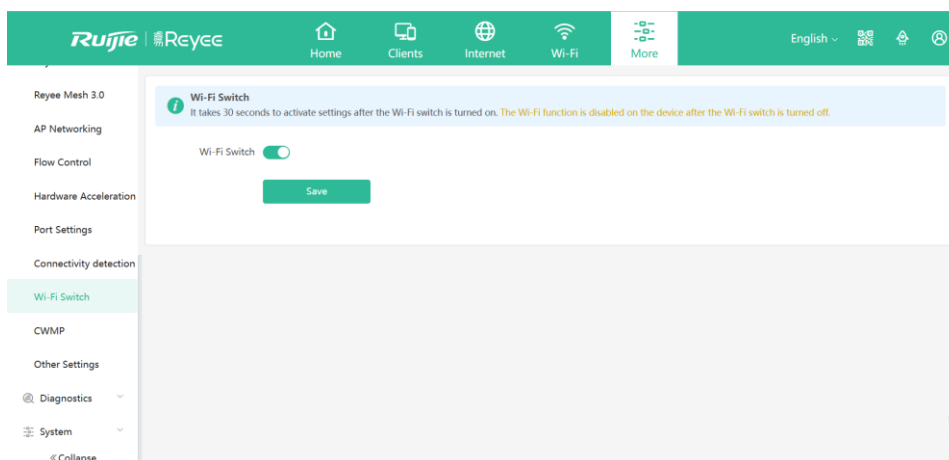 Ruijie | Reyee
Home
Clients
Internet
Wi-Fi
More
English
Reyee Mesh 3.0
AP Networking
Flow Control
Hardware Acceleration
Port Settings
Connectivity detection
Wi-Fi Switch
CWMP
Other Settings
Diagnostics
System
« Collapse
Wi-Fi Switch
It takes 30 seconds to activate settings after the Wi-Fi switch is turned on. The Wi-Fi function is disabled on the device after the Wi-Fi switch is turned off.
Wi-Fi Switch
Save